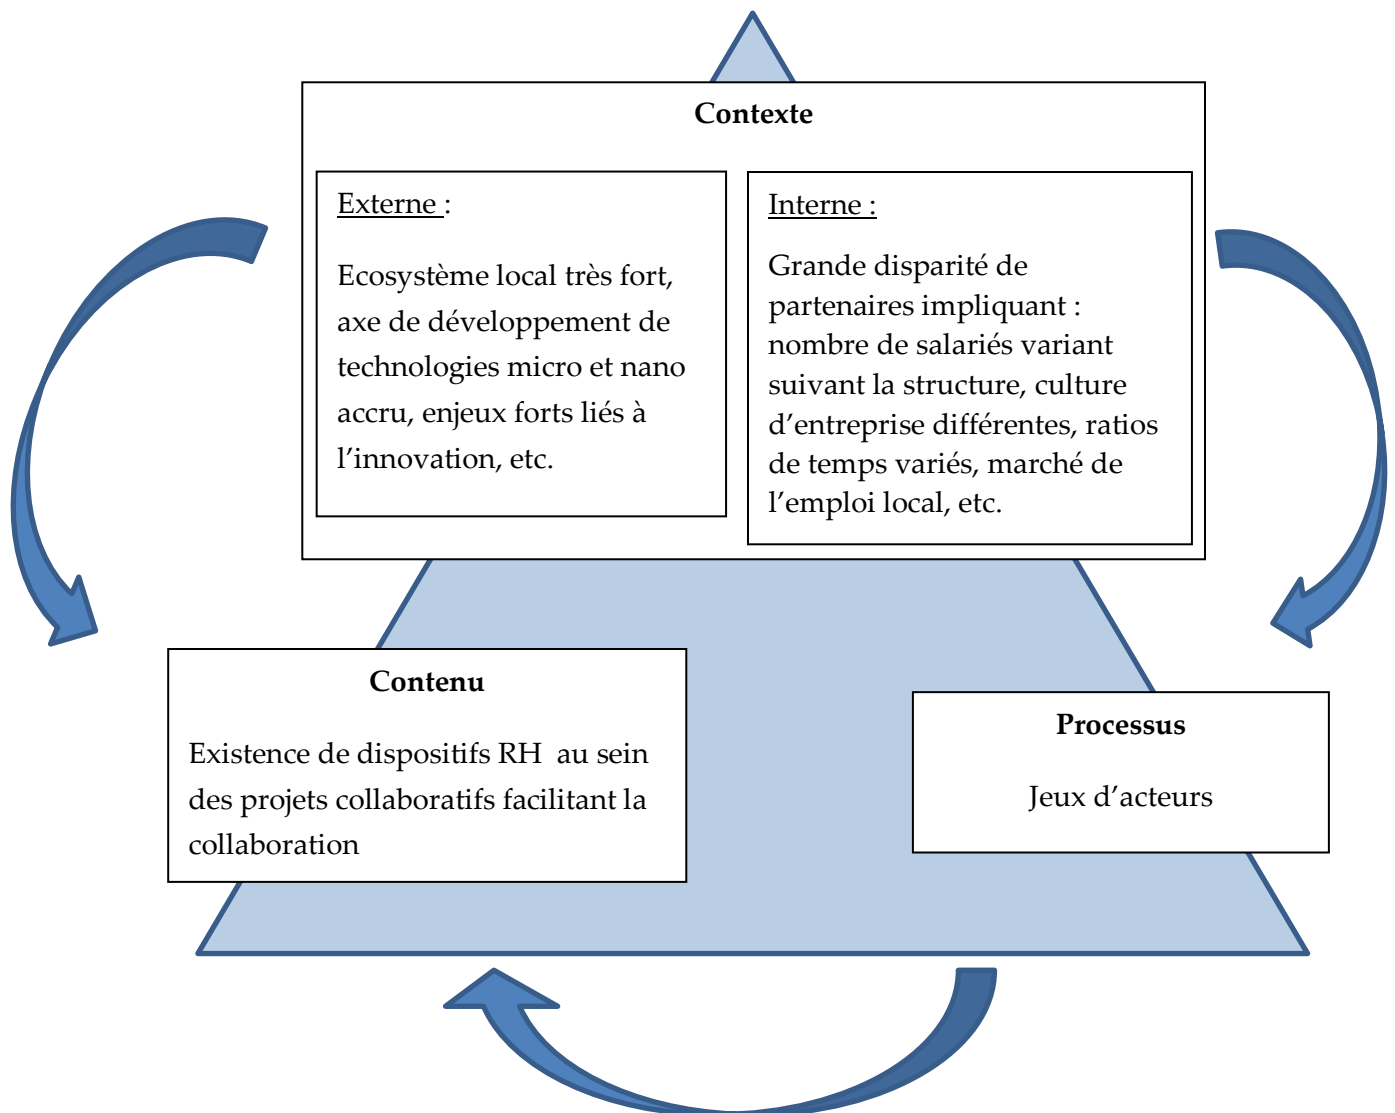 Contexte
Externe :
Ecosystème local très fort,
axe de développement de
technologies micro et nano
accru, enjeux forts liés à
l’innovation, etc.
Interne :
Grande disparité de
partenaires impliquant :
nombre de salariés variant
suivant la structure, culture
d’entreprise différentes, ratios
de temps variés, marché de
l’emploi local, etc.
Contenu
Existence de dispositifs RH  au sein
des projets collaboratifs facilitant la
collaboration
Processus
Jeux d’acteurs